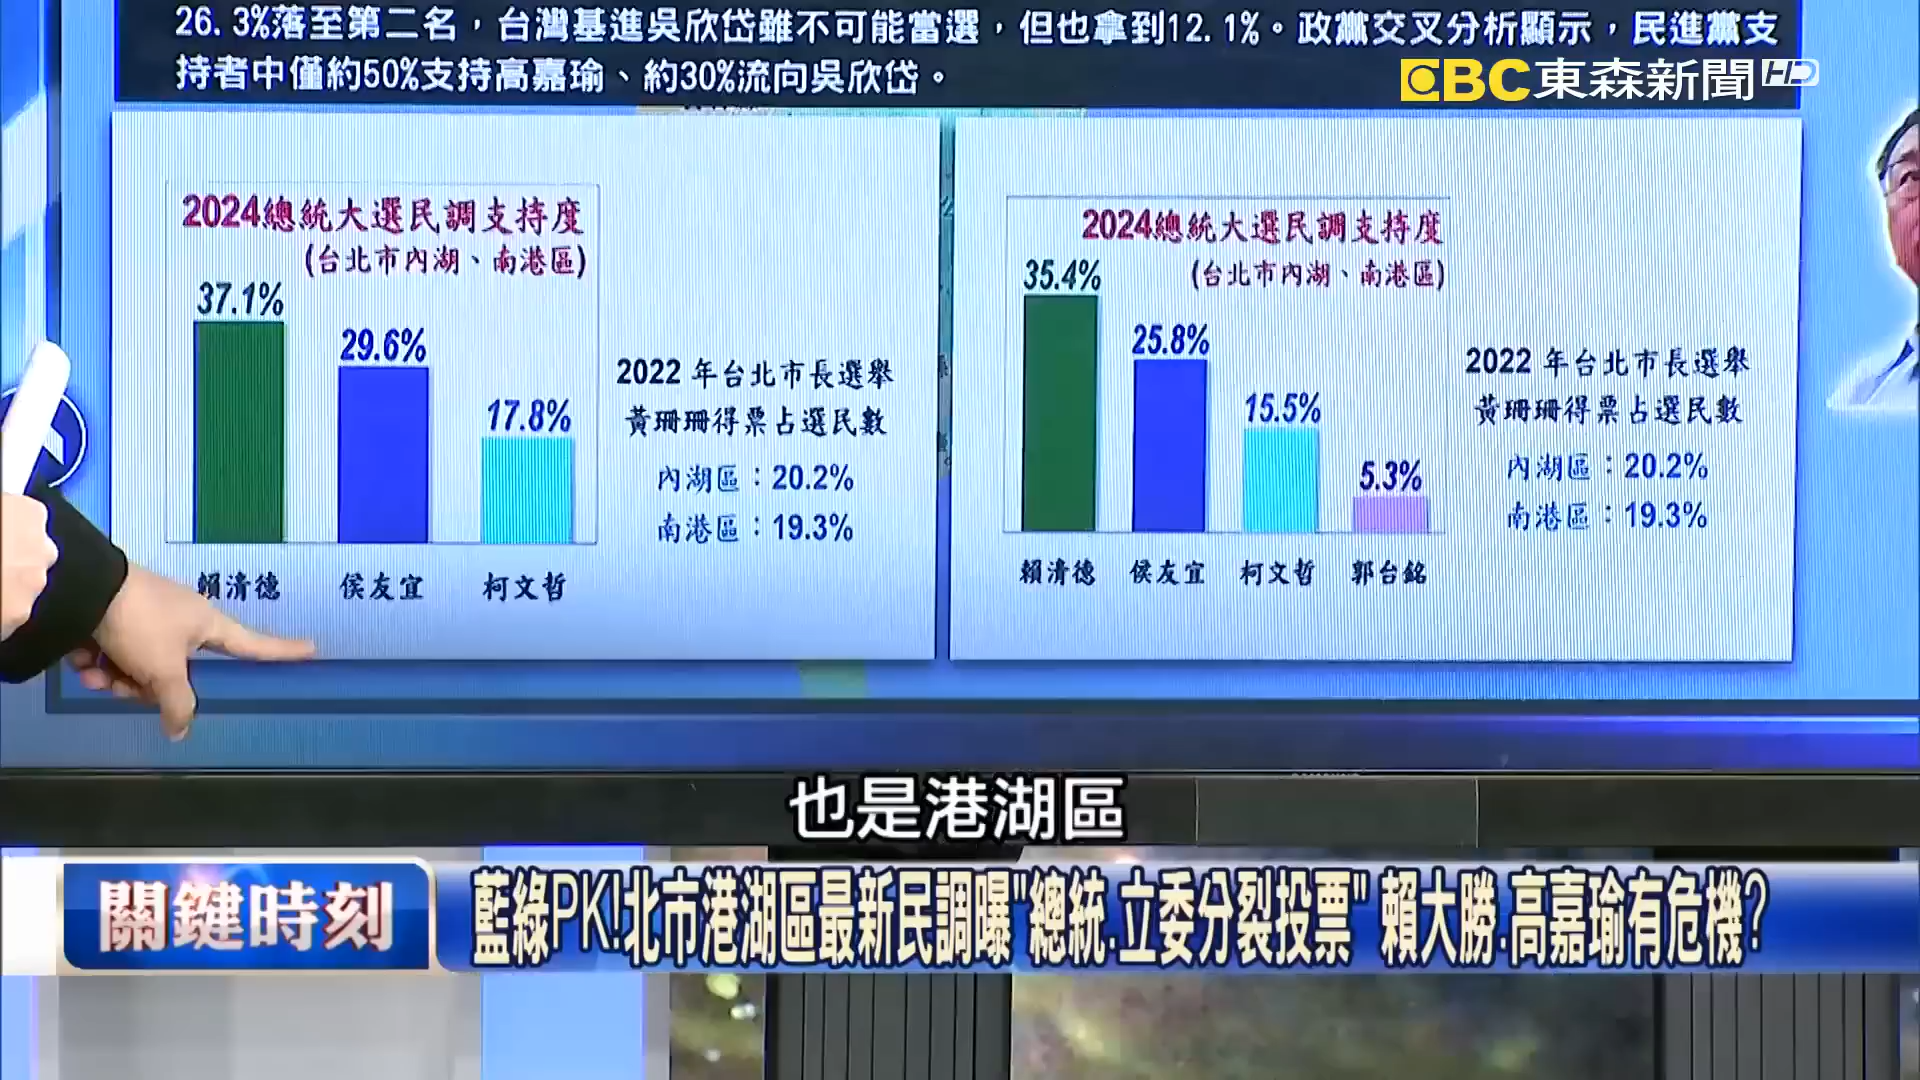 26.3%落至第二名，台灣基進吳欣岱雖不可能當選，但也拿到12.1%。政黨交叉分析顯示，民進黨支
持者中僅約50%支持高嘉瑜、約30%流向吳欣岱。
EBC東森新聞HD
2024總統大選民調支持度
(台北市內湖、南港區)
37.1%
29.6%
17.8%
賴清德
侯友宜
柯文哲
2022 年台北市長選舉
黃珊珊得票占選民數
內湖區：20.2%
南港區：19.3%
2024總統大選民調支持度
(台北市內湖、南港區)
35.4%
25.8%
15.5%
5.3%
賴清德
侯友宜
柯文哲
郭台銘
2022 年台北市長選舉
黃珊珊得票占選民數
內湖區：20.2%
南港區：19.3%
也是港湖區
關鍵時刻
藍綠PK!北市港湖區最新民調曝"總統.立委分裂投票" 賴大勝.高嘉瑜有危機?